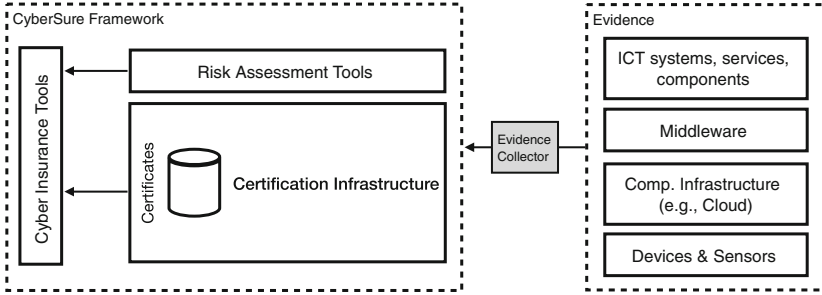 CyberSure Framework
Cyber Insurance Tools
Risk Assessment Tools
Certificates
Certification Infrastructure
Evidence
Collector
Evidence
ICT systems, services,
components
Middleware
Comp. Infrastructure
(e.g., Cloud)
Devices & Sensors